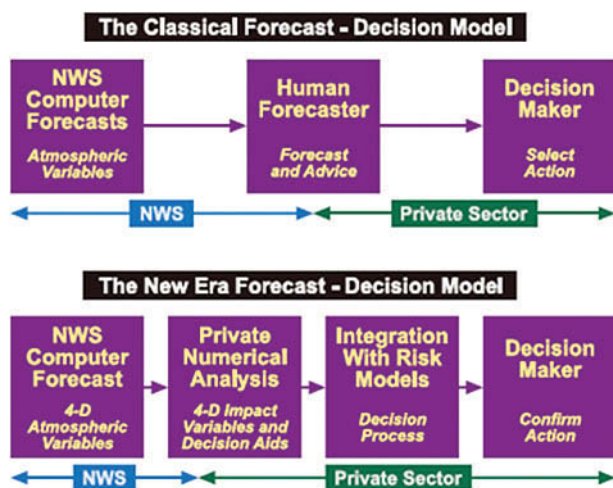 The Classical Forecast - Decision Model
NWS
Computer
Forecasts
Atmospheric
Variables
Human
Forecaster
Forecast
and Advice
Decision
Maker
Select
Action
NWS
Private Sector
The New Era Forecast - Decision Model
NWS
Computer
Forecast
4-D
Atmospheric
Variables
Private
Numerical
Analysis
4-D Impact
Variables and
Decision Aids
Integration
With Risk
Models
Decision
Process
Decision
Maker
Confirm
Action
NWS
Private Sector